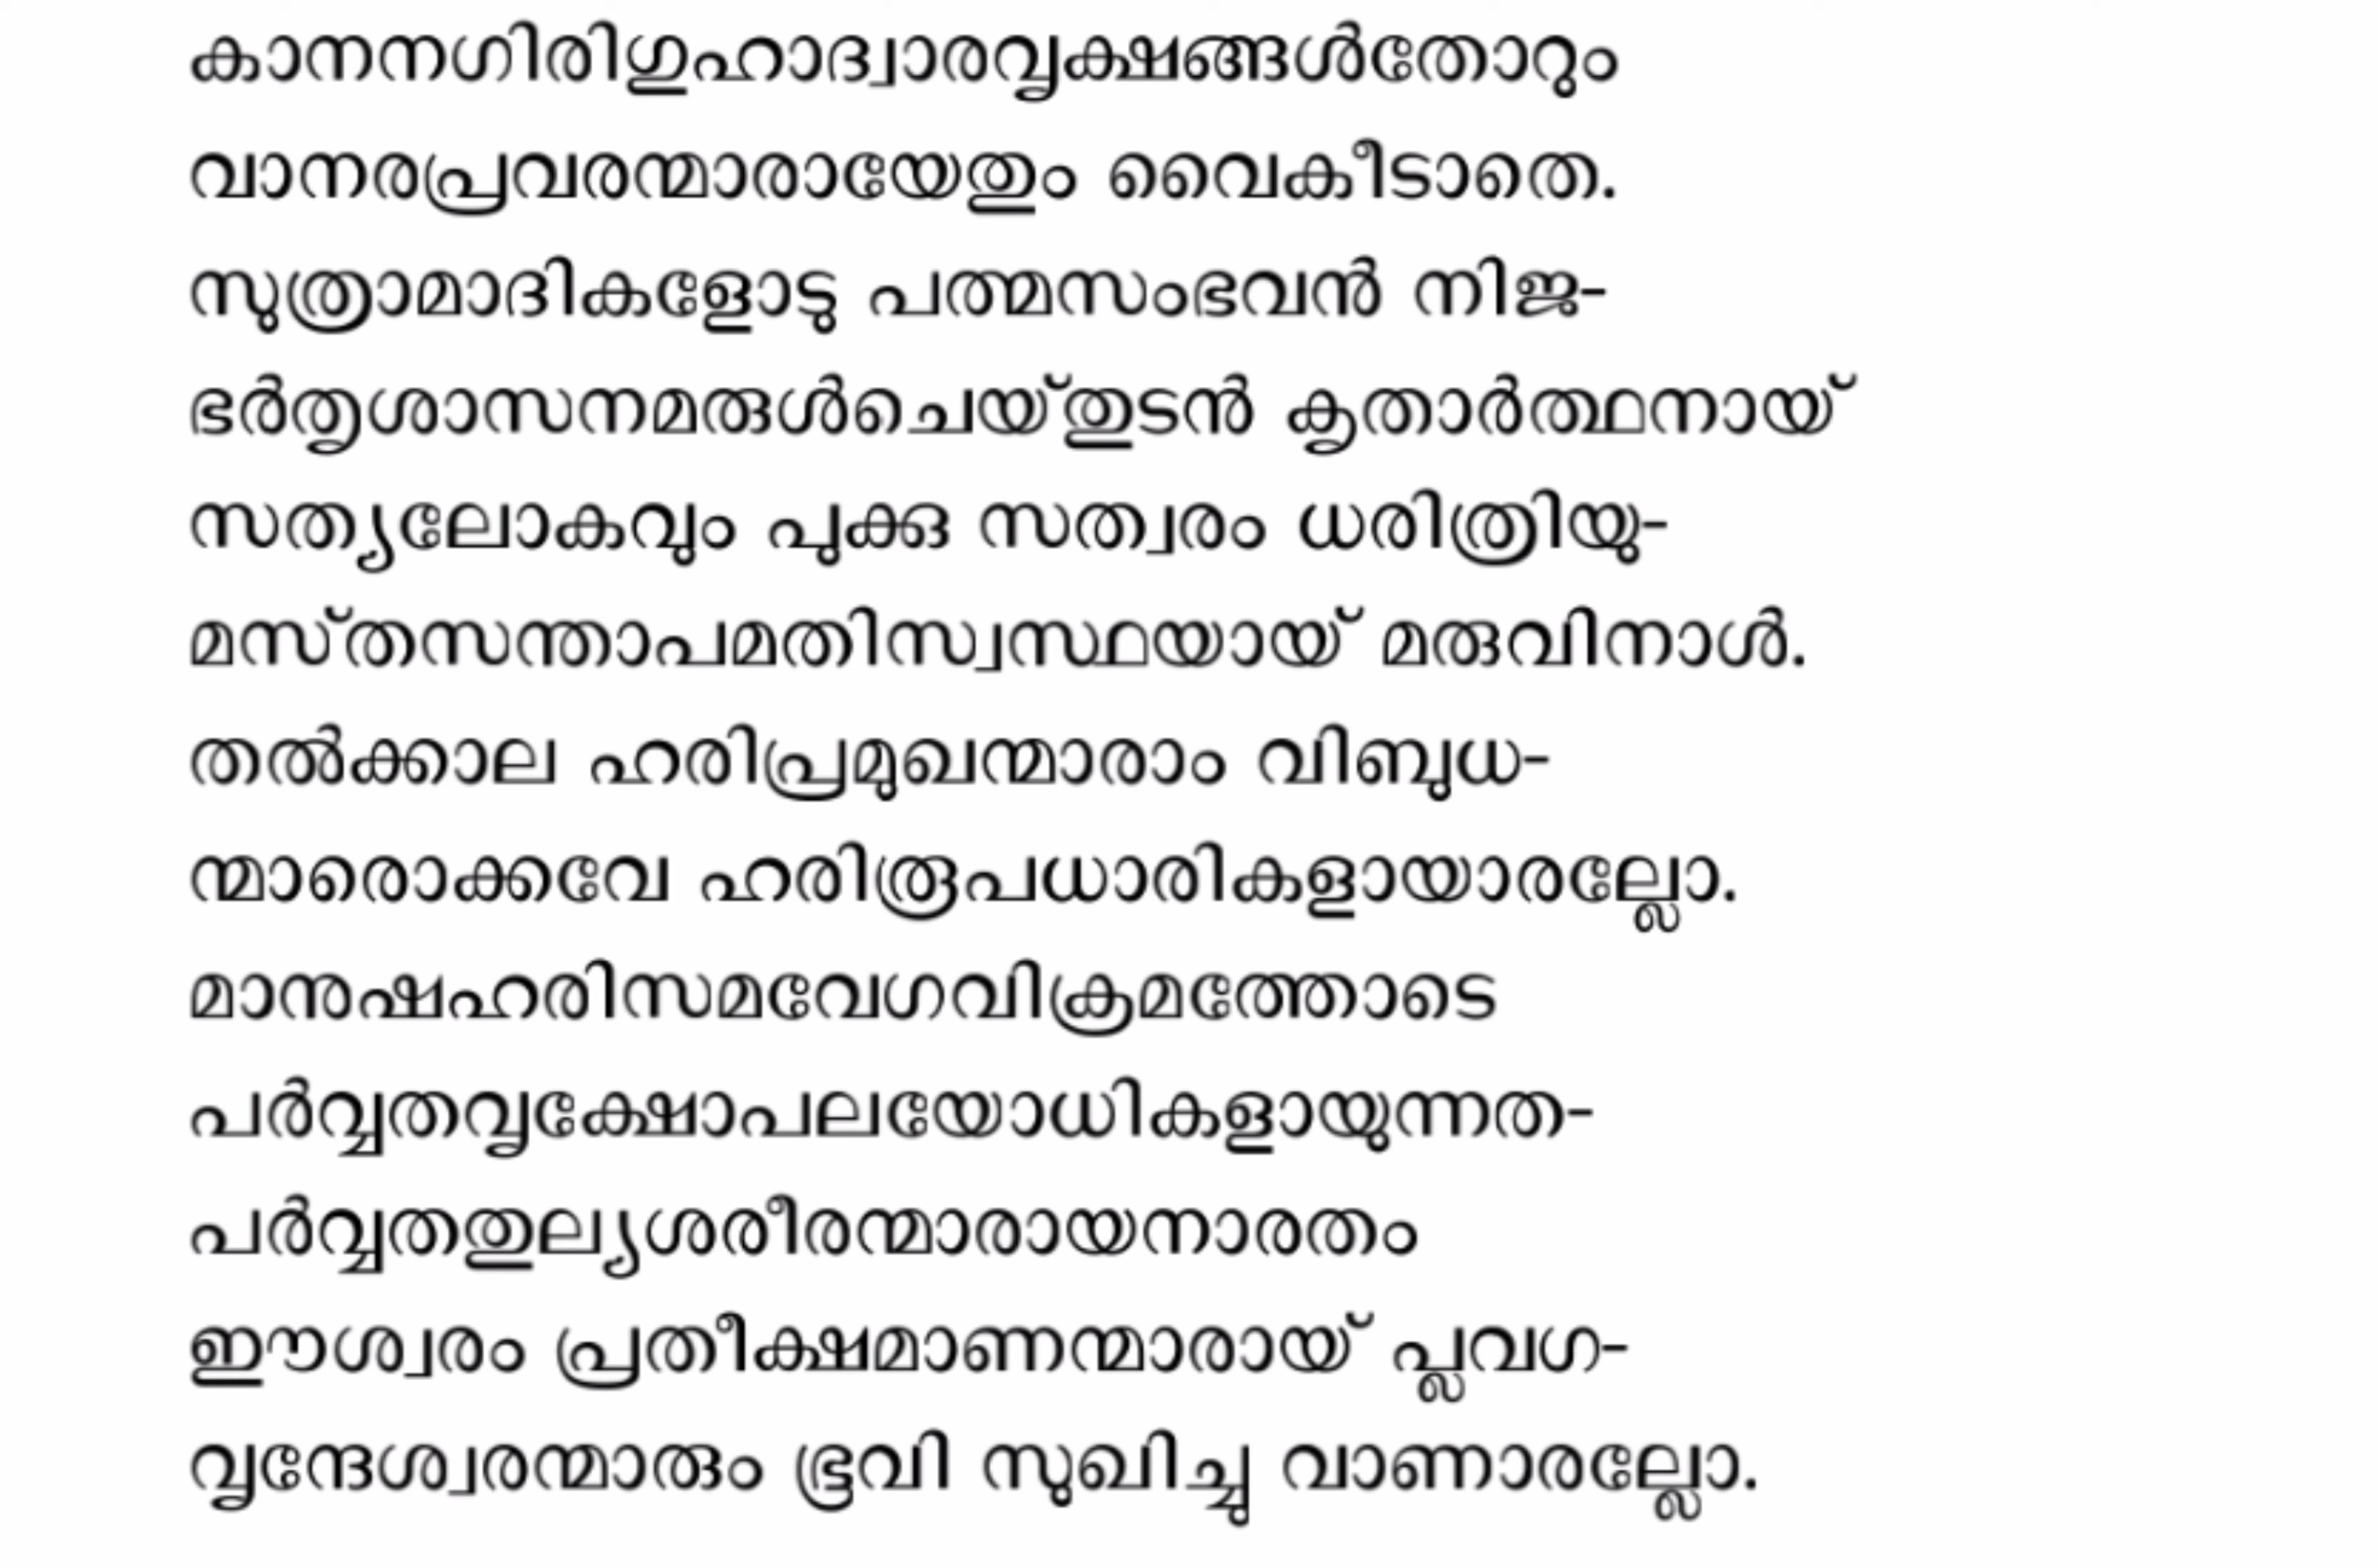 കാനനഗിരിഗുഹാദ്വാരവൃക്ഷങ്ങൾതോറും
വാനരപ്രവരന്മാരായേതും വൈകീടാതെ.
സുത്രാമാദികളോടു പത്മസംഭവൻ നിജ-
ഭർതൃശാസനമരുൾചെയ്തുടൻ കൃതാർത്ഥനായ്
സത്യലോകവും പുക്കു സത്വരം ധരിത്രിയു-
മസ്തസന്താപമതിസ്വസ്ഥയായ് മരുവിനാൾ.
തൽക്കാല ഹരിപ്രമുഖന്മാരാം വിബുധ-
ന്മാരൊക്കവേ ഹരിരൂപധാരികളായാരല്ലോ.
മാനുഷഹരിസമവേഗവിക്രമത്തോടെ
പർവ്വതവൃക്ഷോപലയോധികളായുന്നത-
പർവ്വതതുല്യശരീരന്മാരായനാരതം
ഈശ്വരം പ്രതീക്ഷമാണന്മാരായ് പ്ലവഗ-
വൃന്ദേശ്വരന്മാരും ഭുവി സുഖിച്ചു വാണാരല്ലോ.